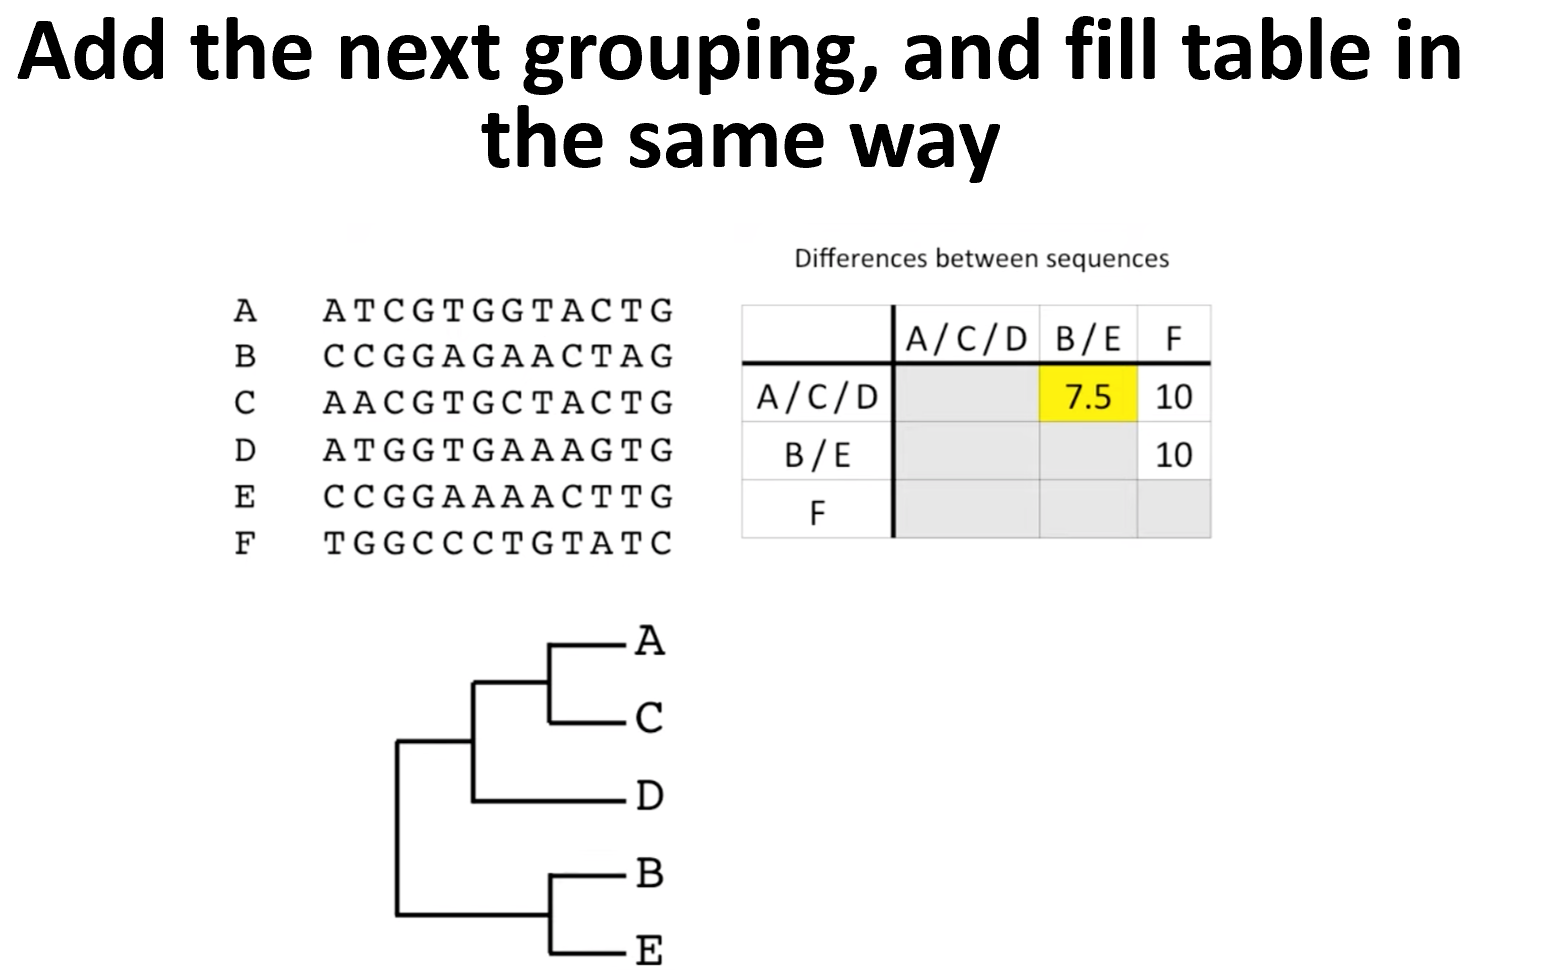 Add the next grouping, and fill table in
the same way
Differences between sequences
A ATCGTGGTACTG
B CCGGAGAACTAG
C AACGTGCTACTG
D ATGGTGAAAGTG
E CCGGAAAACTTG
F TGGCCCTGTATC
A/C/D B/E F
A/C/D 7.5 10
B/E 10
F
A
C
D
B
E